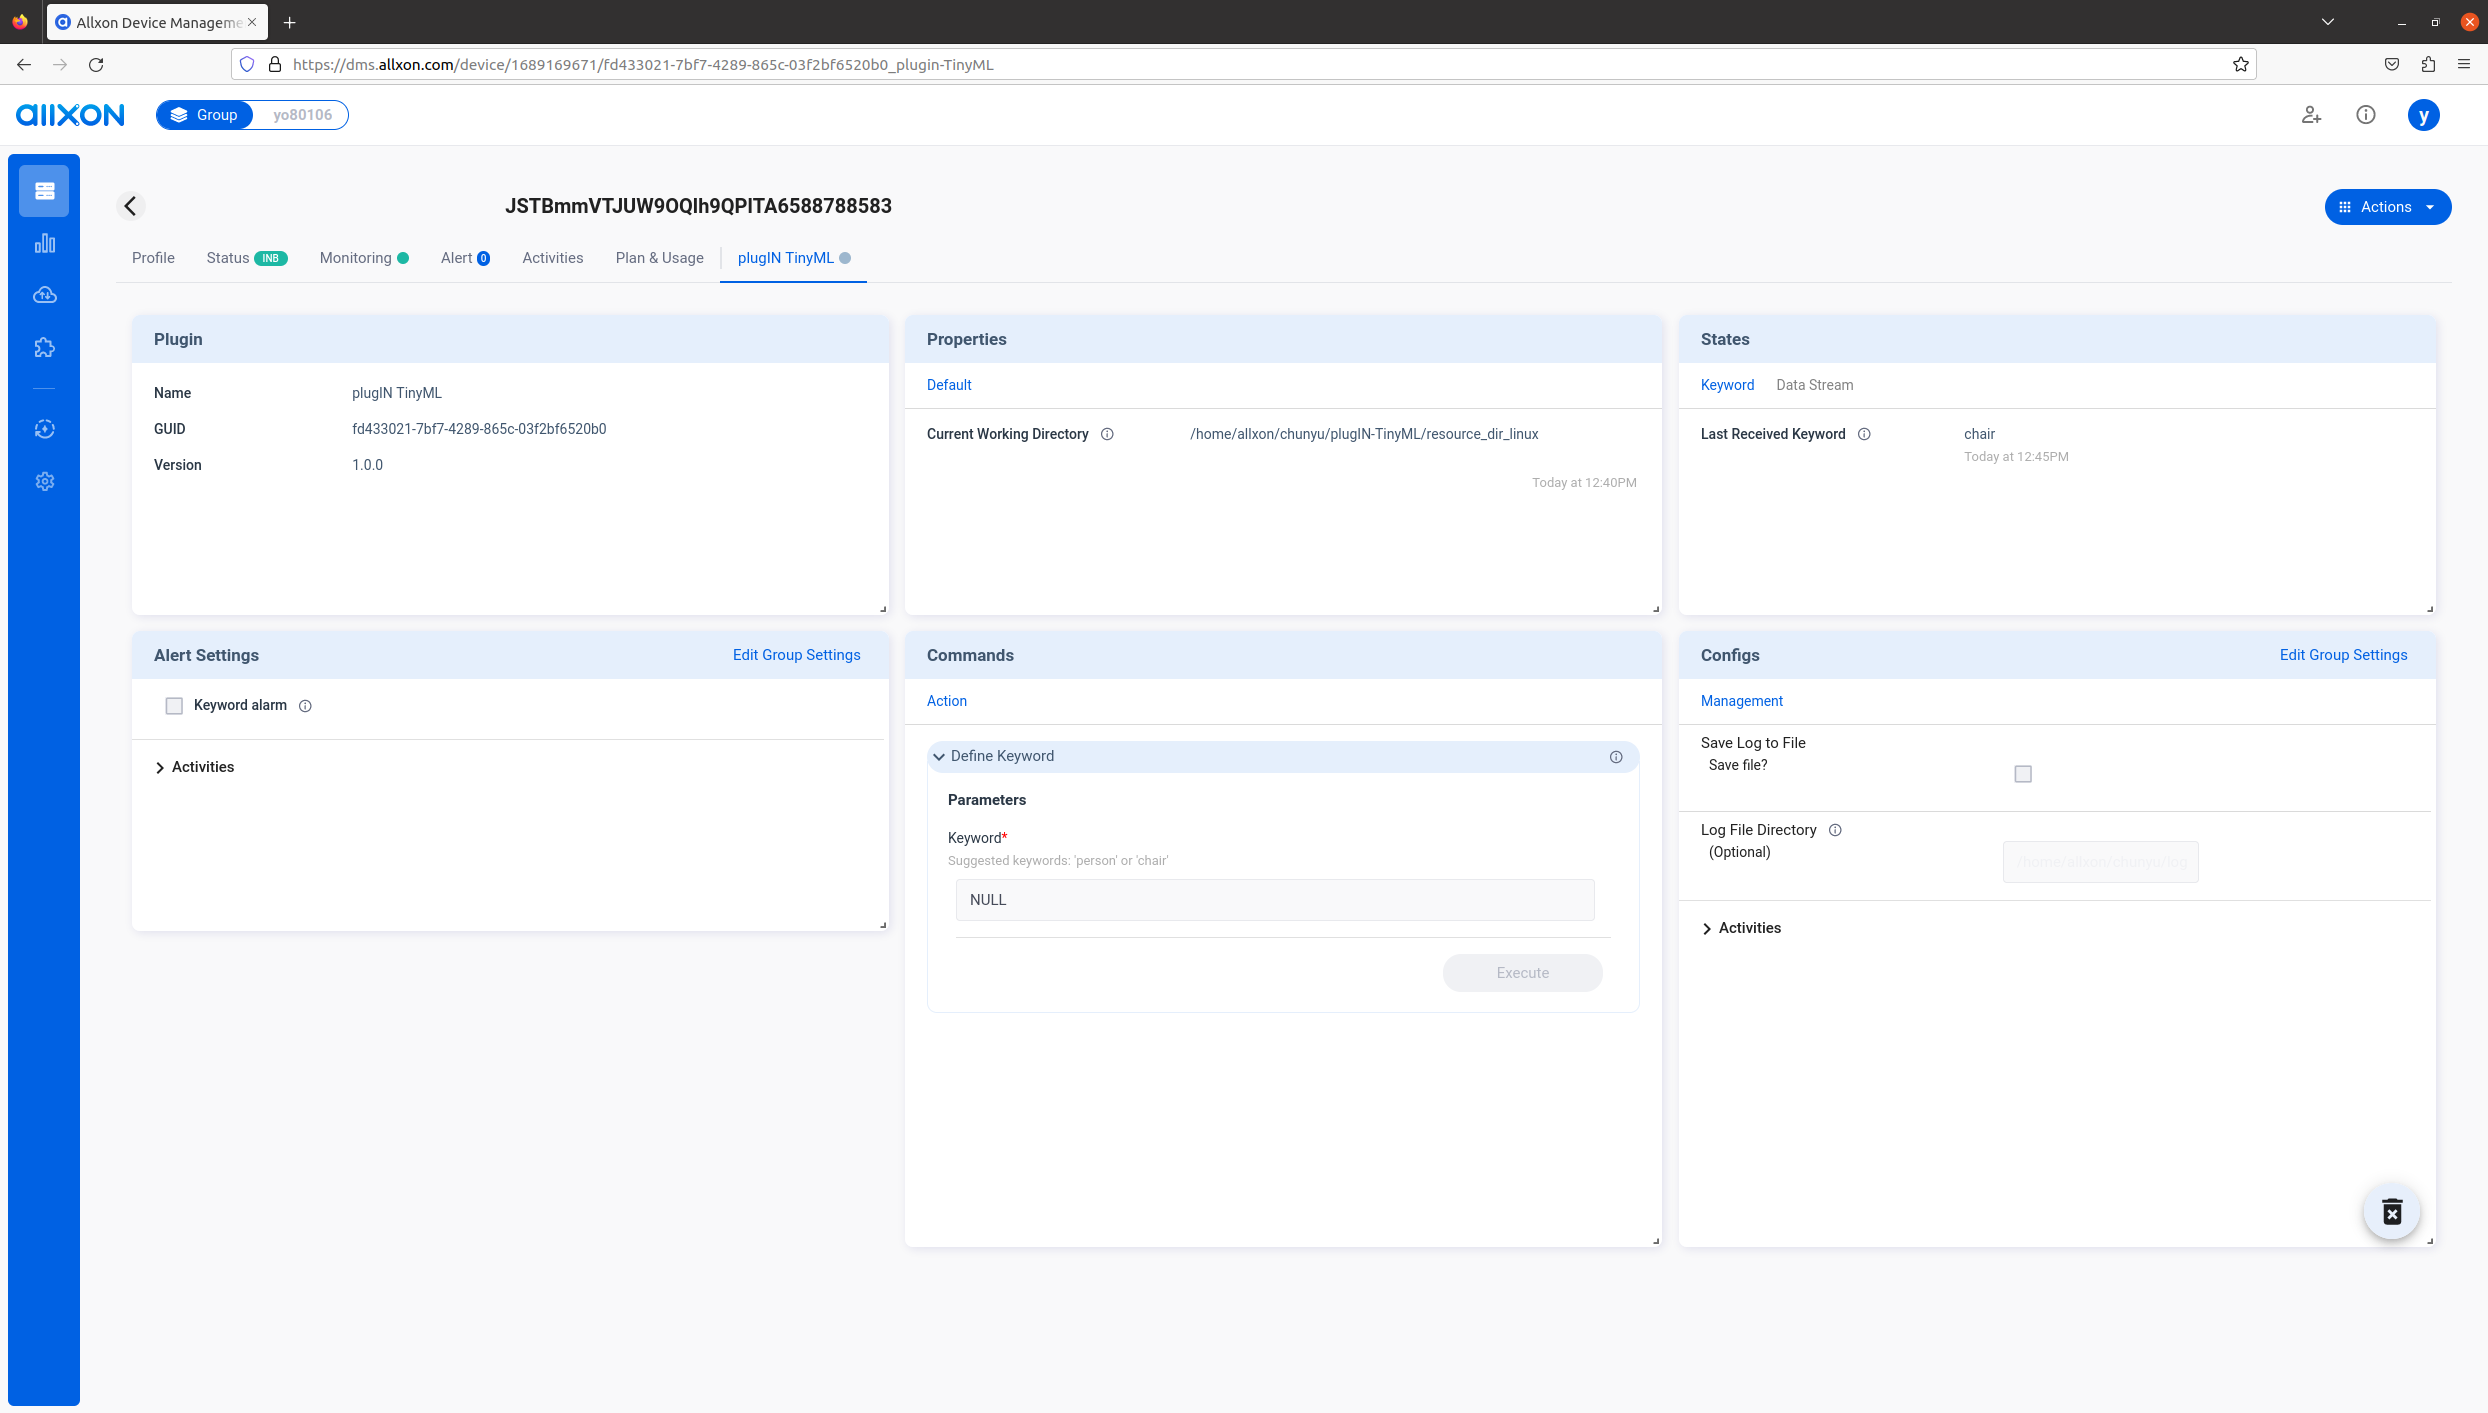 Allxon Device Manageme
https://dms.allxon.com/device/1689169671/fd433021-7bf7-4289-865c-03f2bf6520b0_plugin-TinyML
allxon
Group yo80106
y
JSTBmmVTJUW9OQIh9QPITA6588788583
Actions
Profile Status INB Monitoring Alert 0 Activities Plan & Usage plugIN TinyML
Plugin
Name plugIN TinyML
GUID fd433021-7bf7-4289-865c-03f2bf6520b0
Version 1.0.0
Properties
Default
Current Working Directory /home/allxon/chunyu/plugIN-TinyML/resource_dir_linux
Today at 12:40PM
States
Keyword Data Stream
Last Received Keyword chair
Today at 12:45PM
Alert Settings Edit Group Settings
Keyword alarm
Activities
Commands
Action
Define Keyword
Parameters
Keyword*
Suggested keywords: 'person' or 'chair'
NULL
Execute
Configs Edit Group Settings
Management
Save Log to File
Save file?
Log File Directory
(Optional)
/home/allxon/chunyu/log
Activities